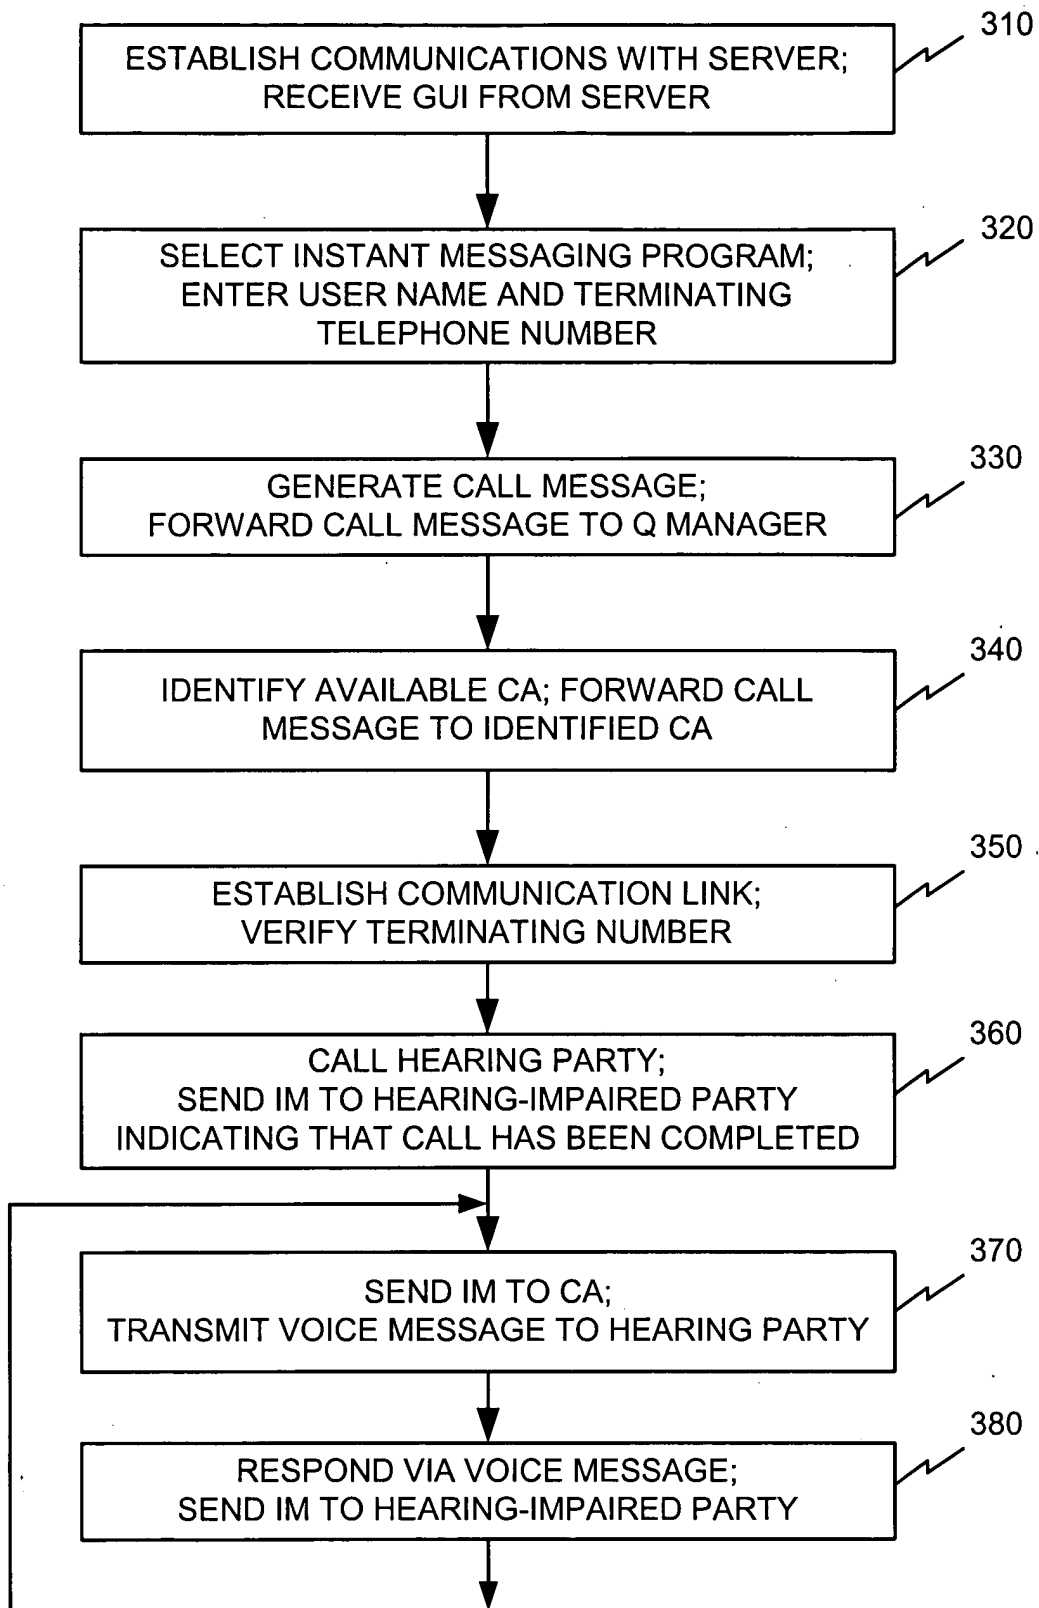 310
ESTABLISH COMMUNICATIONS WITH SERVER;
RECEIVE GUI FROM SERVER
320
SELECT INSTANT MESSAGING PROGRAM;
ENTER USER NAME AND TERMINATING
TELEPHONE NUMBER
330
GENERATE CALL MESSAGE;
FORWARD CALL MESSAGE TO Q MANAGER
340
IDENTIFY AVAILABLE CA; FORWARD CALL
MESSAGE TO IDENTIFIED CA
350
ESTABLISH COMMUNICATION LINK;
VERIFY TERMINATING NUMBER
360
CALL HEARING PARTY;
SEND IM TO HEARING-IMPAIRED PARTY
INDICATING THAT CALL HAS BEEN COMPLETED
370
SEND IM TO CA;
TRANSMIT VOICE MESSAGE TO HEARING PARTY
380
RESPOND VIA VOICE MESSAGE;
SEND IM TO HEARING-IMPAIRED PARTY